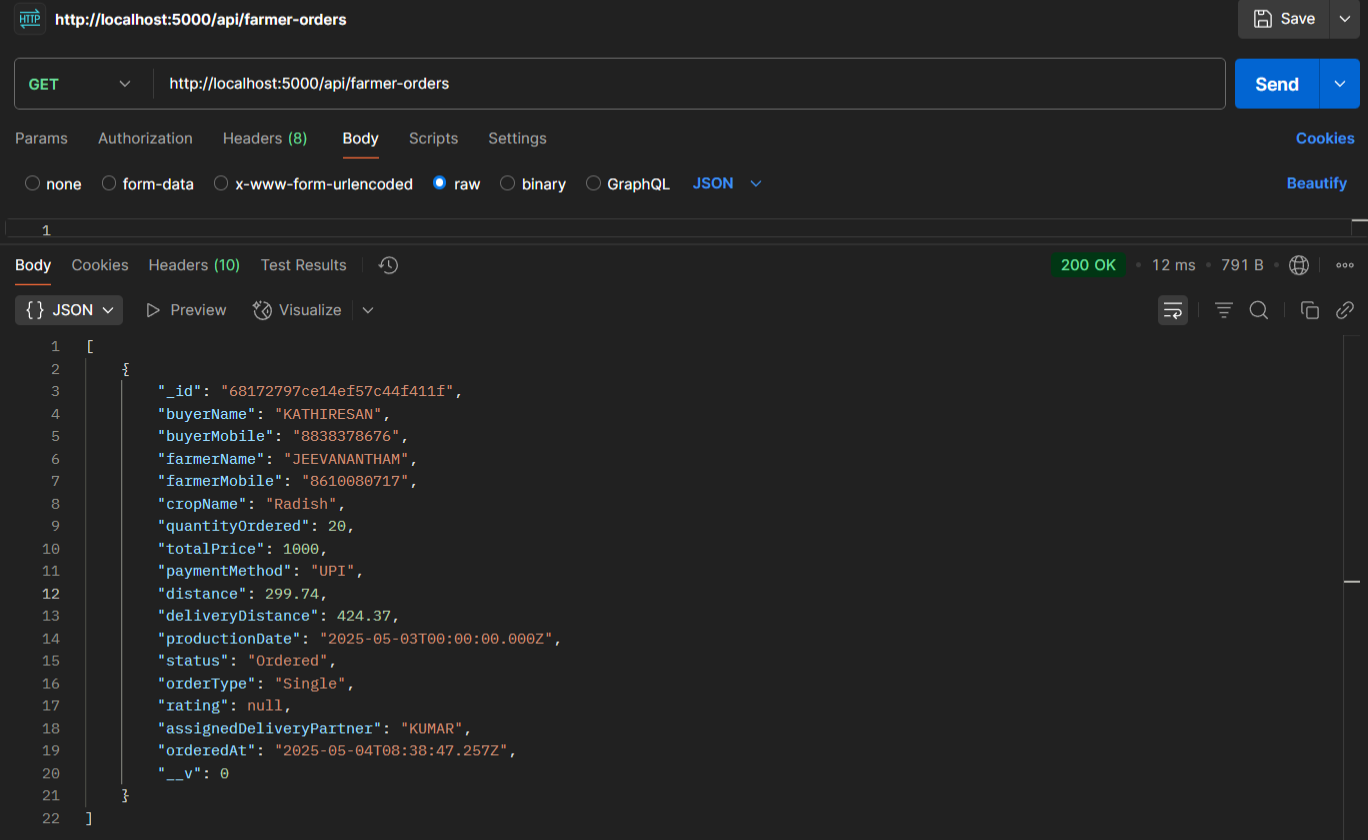 HTTP http://localhost:5000/api/farmer-orders Save
GET http://localhost:5000/api/farmer-orders Send
Params Authorization Headers (8) Body Scripts Settings Cookies
none form-data x-www-form-urlencoded raw binary GraphQL JSON Beautify
1
Body Cookies Headers (10) Test Results 200 OK • 12 ms • 791 B •
{} JSON Preview Visualize
1 [
2 {
3 "_id": "68172797ce14ef57c44f411f",
4 "buyerName": "KATHIRESAN",
5 "buyerMobile": "8838378676",
6 "farmerName": "JEEVANANTHAM",
7 "farmerMobile": "8610080717",
8 "cropName": "Radish",
9 "quantityOrdered": 20,
10 "totalPrice": 1000,
11 "paymentMethod": "UPI",
12 "distance": 299.74,
13 "deliveryDistance": 424.37,
14 "productionDate": "2025-05-03T00:00:00.000Z",
15 "status": "Ordered",
16 "orderType": "Single",
17 "rating": null,
18 "assignedDeliveryPartner": "KUMAR",
19 "orderedAt": "2025-05-04T08:38:47.257Z",
20 "__v": 0
21 }
22 ]